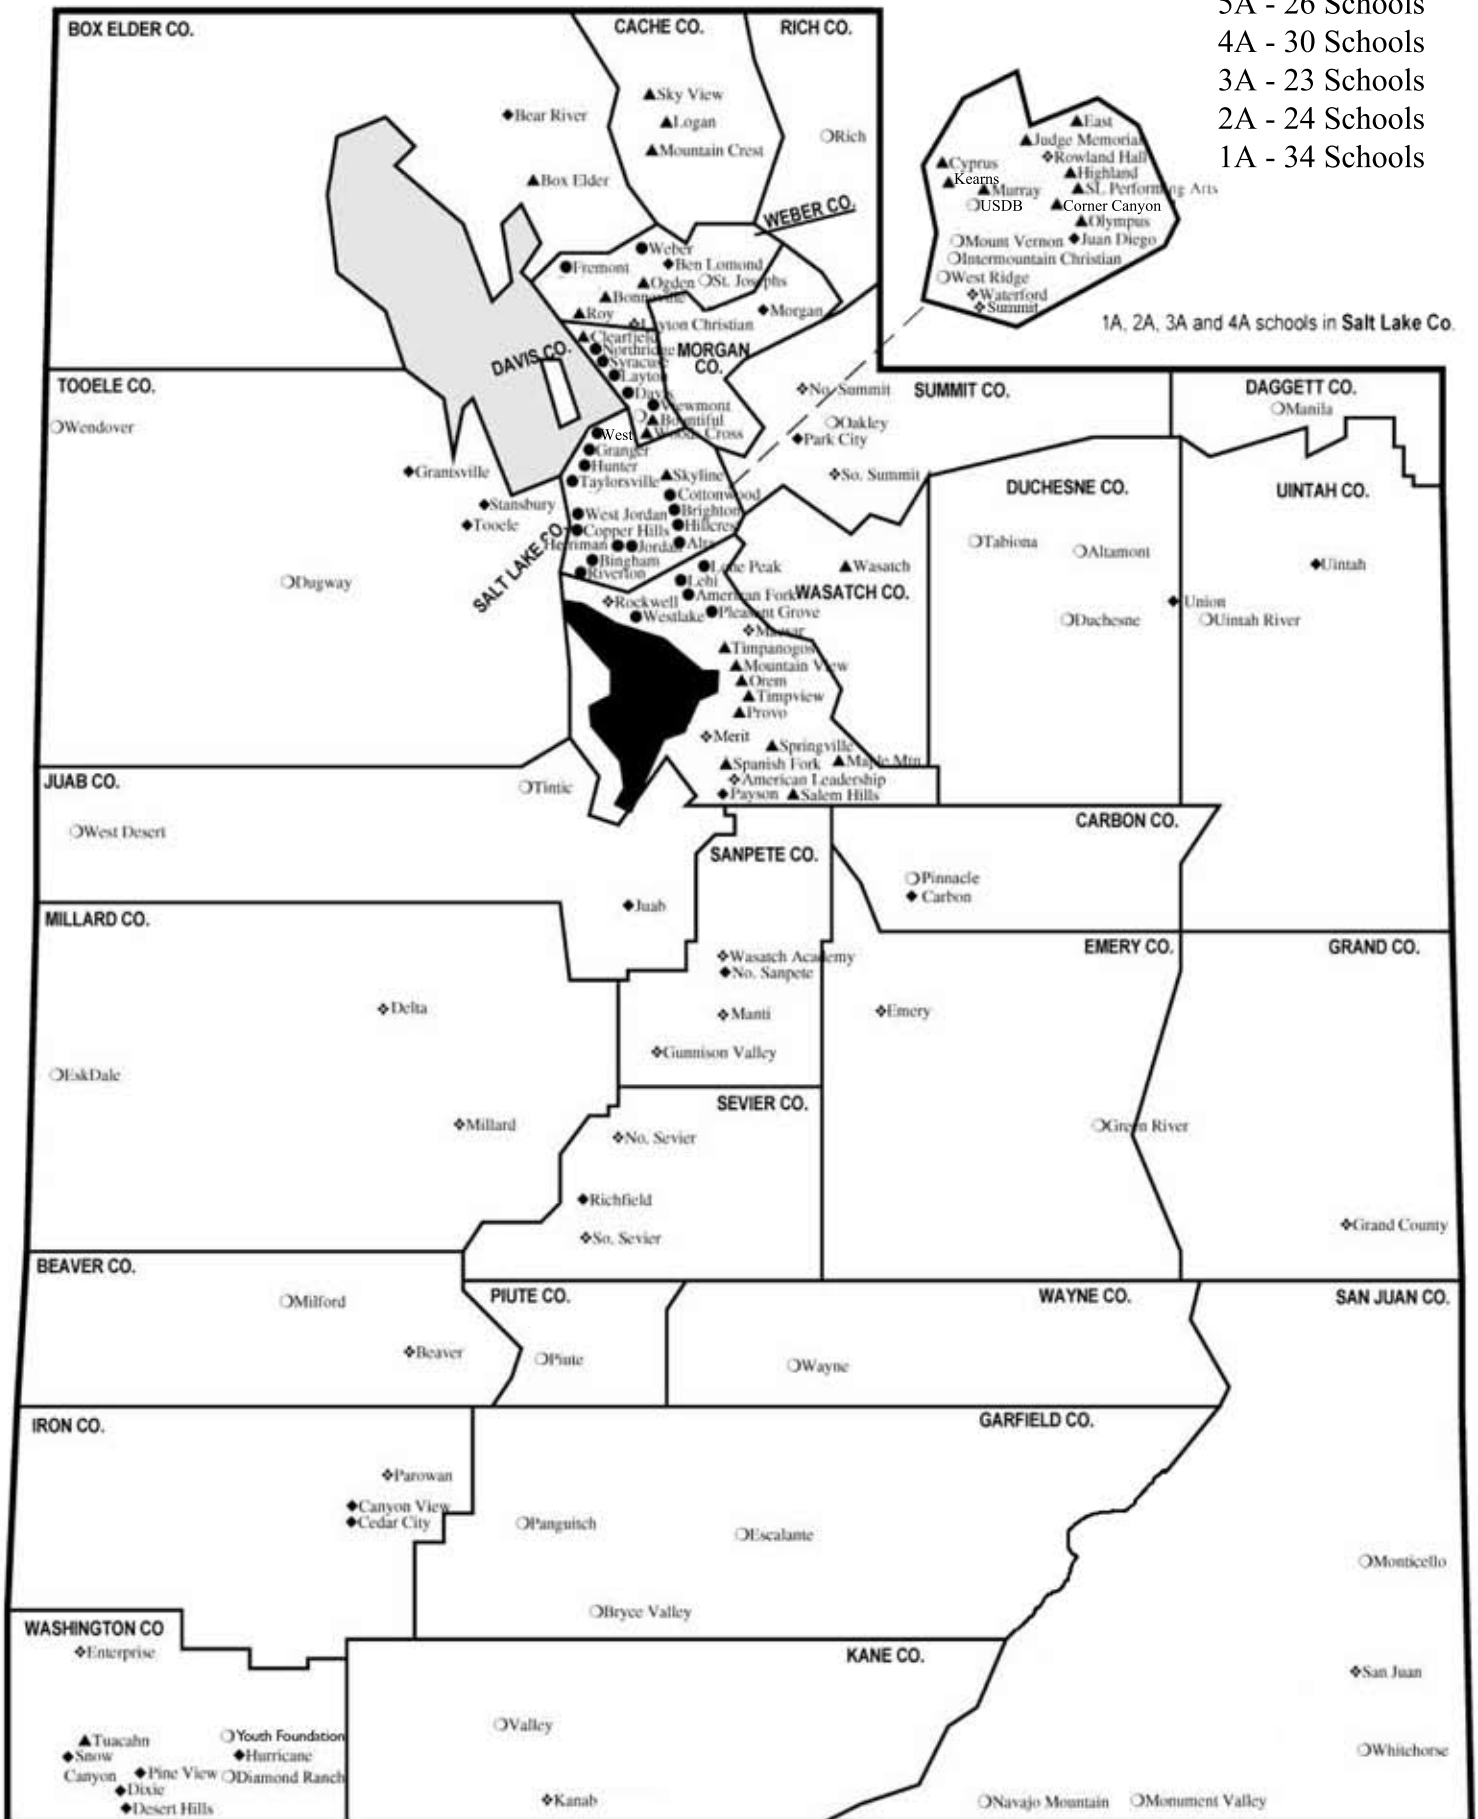 5A - 26 Schools
4A - 30 Schools
3A - 23 Schools
2A - 24 Schools
1A - 34 Schools
BOX ELDER CO.
CACHE CO.
RICH CO.
Sky View
Bear River
Logan
Rich
Mountain Crest
Box Elder
WEBER CO.
East
Judge Memorial
Rowland Hall
Cyprus
Highland
Kearns
Murray
SL Performing Arts
USDB
Corner Canyon
Olympus
Mount Vernon
Juan Diego
Intermountain Christian
West Ridge
Waterford
Summit
1A, 2A, 3A and 4A schools in Salt Lake Co.
Weber
Fremont
Ben Lomond
Ogden
St. Josephs
Bonneville
Roy
Morgan
Layton Christian
Clearfield
DAVIS CO.
Northridge
MORGAN
CO.
Syracuse
Layton
Davis
Viewmont
Bountiful
Woods Cross
TOOELE CO.
Wendover
Grantsville
Stansbury
Tooele
Dugway
No. Summit
SUMMIT CO.
Oakley
Park City
So. Summit
DAGGETT CO.
Manila
West
Granger
Hunter
Taylorsville
Skyline
Cottonwood
West Jordan
Brighton
Copper Hills
Hillcrest
Herriman
Jordan
Alta
Bingham
Riverton
SALT LAKE CO.
DUCHESNE CO.
UINTAH CO.
Tabiona
Altamont
Uintah
Duchesne
Union
Uintah River
Wasatch
WASATCH CO.
Lone Peak
Lehi
American Fork
Rockwell
Westlake
Pleasant Grove
Maeser
Timpanogos
Mountain View
Orem
Timpview
Provo
Merit
Springville
Spanish Fork
Maple Mtn
American Leadership
Payson
Salem Hills
JUAB CO.
Tintic
West Desert
Juab
SANPETE CO.
CARBON CO.
Pinnacle
Carbon
MILLARD CO.
Delta
EskDale
Millard
Wasatch Academy
No. Sanpete
Manti
Gunnison Valley
EMERY CO.
Emery
GRAND CO.
Green River
Grand County
SEVIER CO.
No. Sevier
Richfield
So. Sevier
BEAVER CO.
Milford
Beaver
PIUTE CO.
Piute
WAYNE CO.
Wayne
SAN JUAN CO.
IRON CO.
Parowan
Canyon View
Cedar City
GARFIELD CO.
Panguitch
Escalante
Bryce Valley
Monticello
San Juan
Whitehorse
WASHINGTON CO
Enterprise
Tuacahn
Youth Foundation
Snow
Canyon
Hurricane
Pine View
Diamond Ranch
Dixie
Desert Hills
KANE CO.
Valley
Kanab
Navajo Mountain
Monument Valley